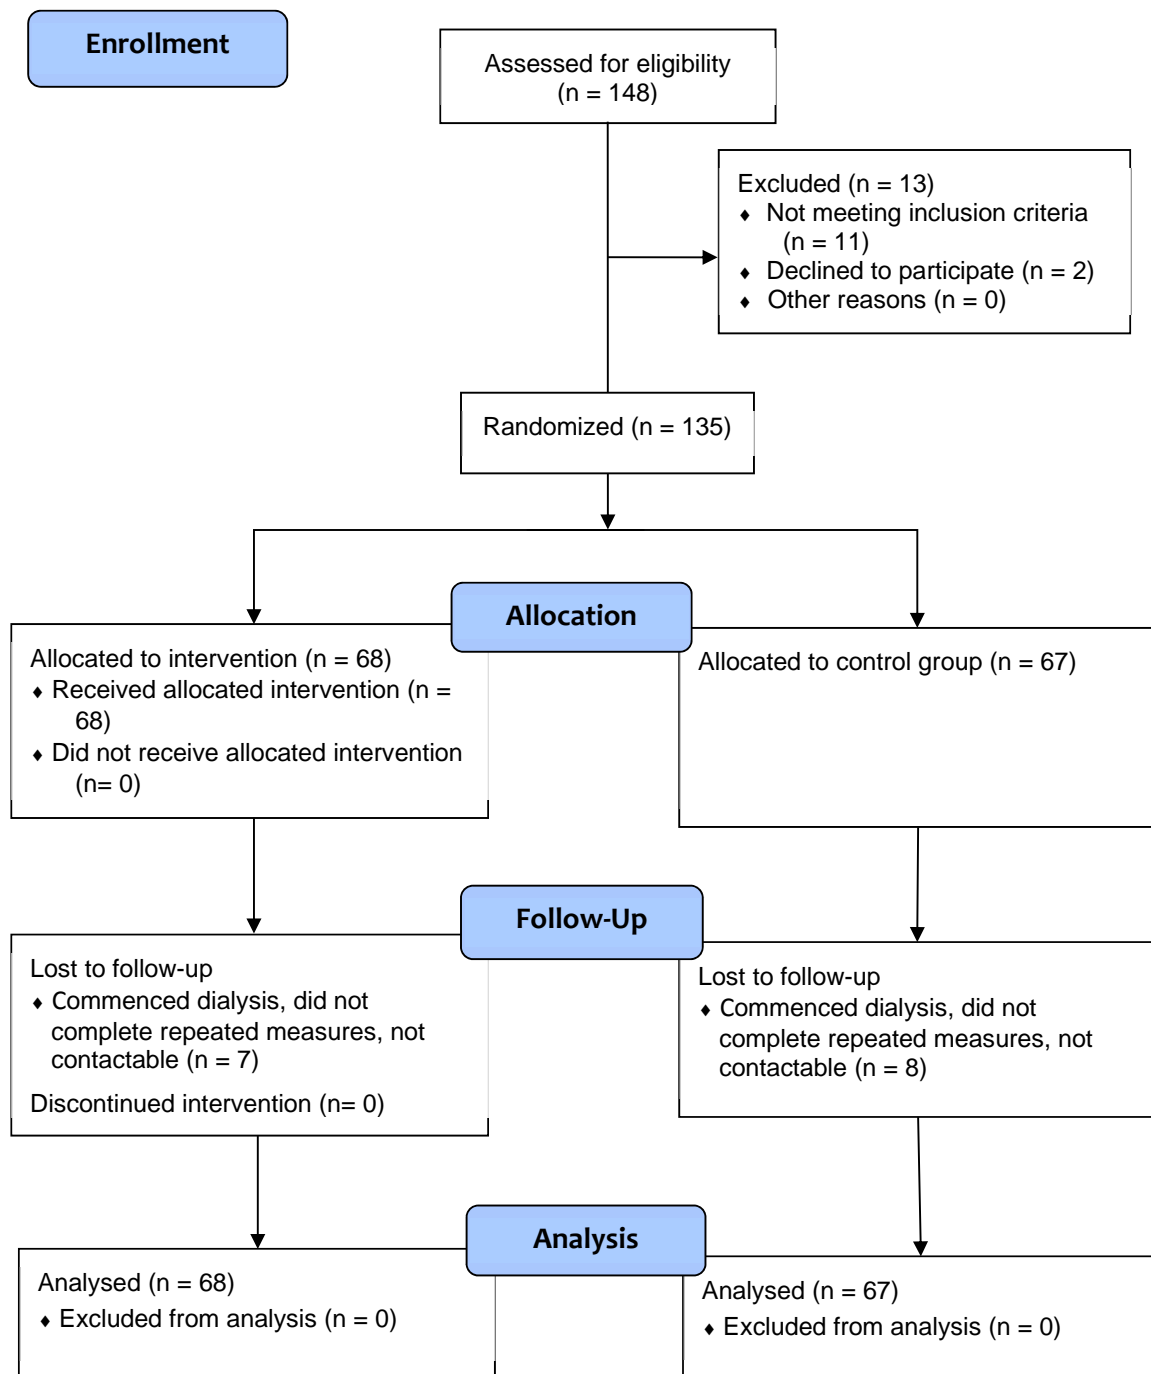 Enrollment
Assessed for eligibility
(n = 148)
Excluded (n = 13)
♦ Not meeting inclusion criteria
(n = 11)
♦ Declined to participate (n = 2)
♦ Other reasons (n = 0)
Randomized (n = 135)
Allocation
Allocated to intervention (n = 68)
♦ Received allocated intervention (n =
68)
♦ Did not receive allocated intervention
(n= 0)
Allocated to control group (n = 67)
Follow-Up
Lost to follow-up
♦ Commenced dialysis, did not
complete repeated measures, not
contactable (n = 7)
Discontinued intervention (n= 0)
Lost to follow-up
♦ Commenced dialysis, did not
complete repeated measures, not
contactable (n = 8)
Analysis
Analysed (n = 68)
♦ Excluded from analysis (n = 0)
Analysed (n = 67)
♦ Excluded from analysis (n = 0)